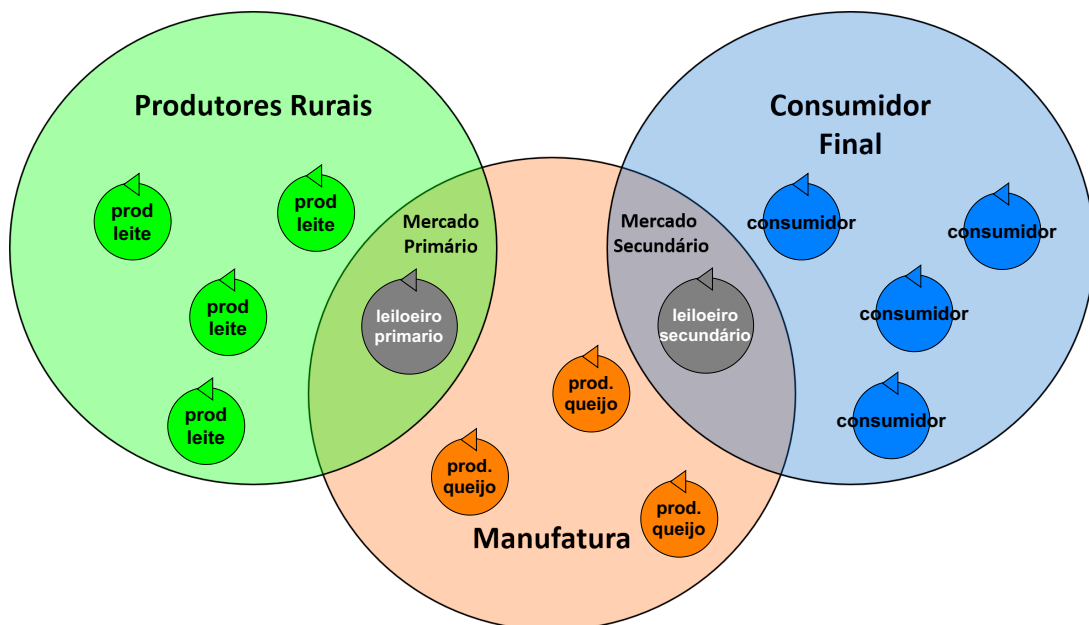 Produtores Rurais
Consumidor
Final
prod
leite
prod
leite
prod
leite
prod
leite
Mercado
Primário
leiloeiro
primario
Mercado
Secundário
leiloeiro
secundário
consumidor
consumidor
consumidor
consumidor
prod.
queijo
prod.
queijo
prod.
queijo
Manufatura